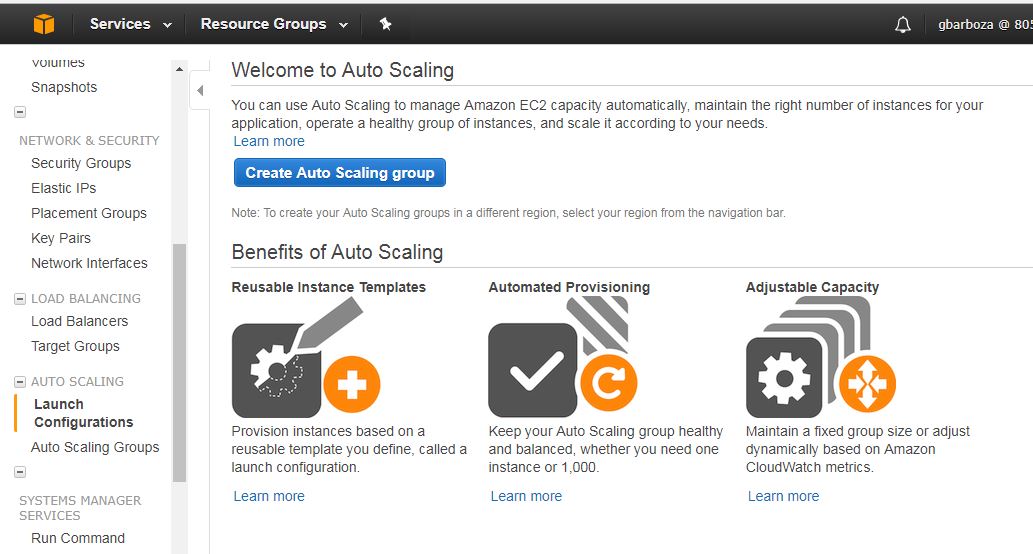 Services
Resource Groups
gbarboza @ 805
Volumes
Snapshots
NETWORK & SECURITY
Security Groups
Elastic IPs
Placement Groups
Key Pairs
Network Interfaces
LOAD BALANCING
Load Balancers
Target Groups
AUTO SCALING
Launch
Configurations
Auto Scaling Groups
SYSTEMS MANAGER
SERVICES
Run Command
Welcome to Auto Scaling
You can use Auto Scaling to manage Amazon EC2 capacity automatically, maintain the right number of instances for your
application, operate a healthy group of instances, and scale it according to your needs.
Learn more
Create Auto Scaling group
Note: To create your Auto Scaling groups in a different region, select your region from the navigation bar.
Benefits of Auto Scaling
Reusable Instance Templates
Provision instances based on a
reusable template you define, called a
launch configuration.
Learn more
Automated Provisioning
Keep your Auto Scaling group healthy
and balanced, whether you need one
instance or 1,000.
Learn more
Adjustable Capacity
Maintain a fixed group size or adjust
dynamically based on Amazon
CloudWatch metrics.
Learn more